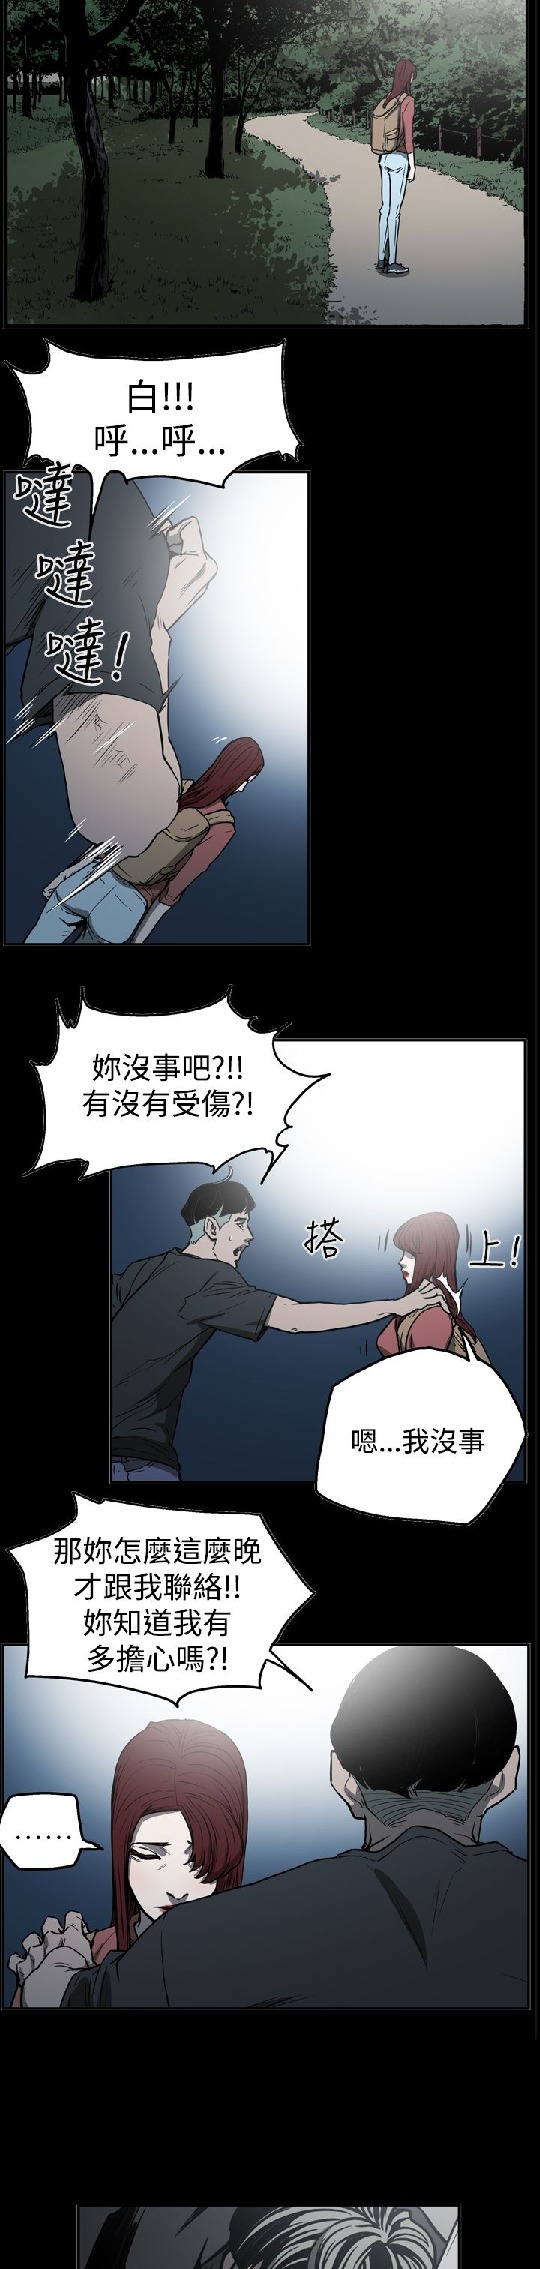 白!!!
呼...呼...
噠
噠
噠!
妳沒事吧?!!
有沒有受傷?!
搭
上!
嗯...我沒事
那妳怎麼這麼晚
才跟我聯絡!!
妳知道我有
多擔心嗎?!
......